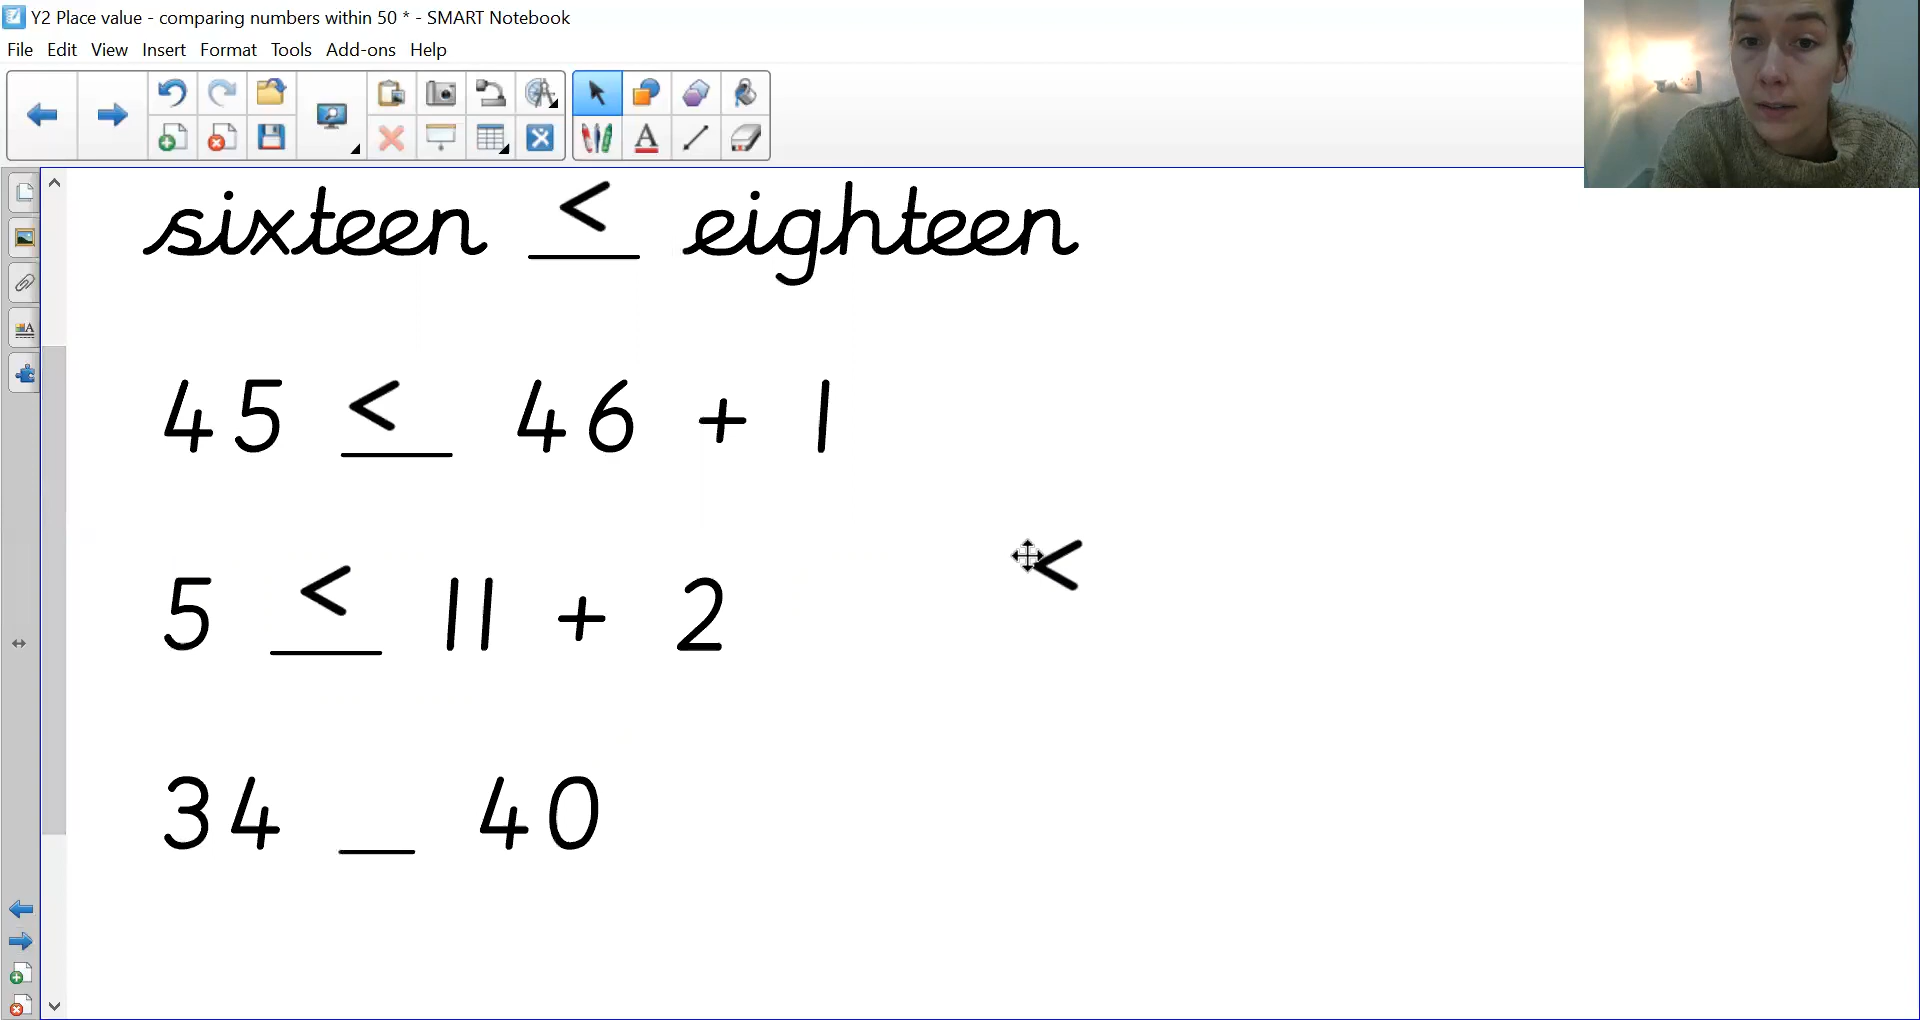 Y2 Place value - comparing numbers within 50 * - SMART Notebook
File Edit View Insert Format Tools Add-ons Help
sixteen < eighteen
45 < 46 + 1
<
5 < 11 + 2
34 _ 40